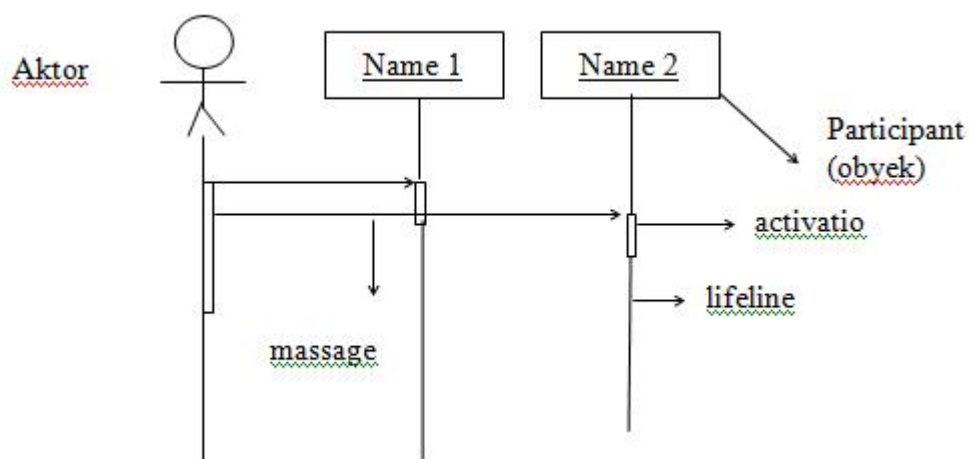 Aktor
Name 1
Name 2
Participant
(obyek)
activatio
lifeline
massage